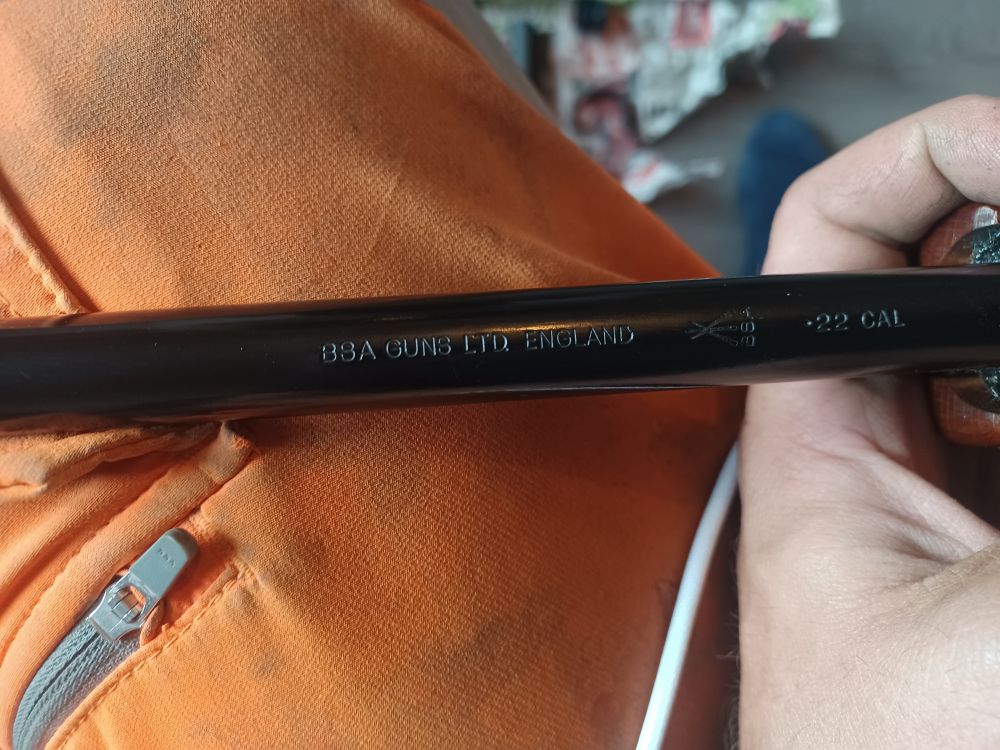 BSA GUNS LTD. ENGLAND
BSA
.22 CAL